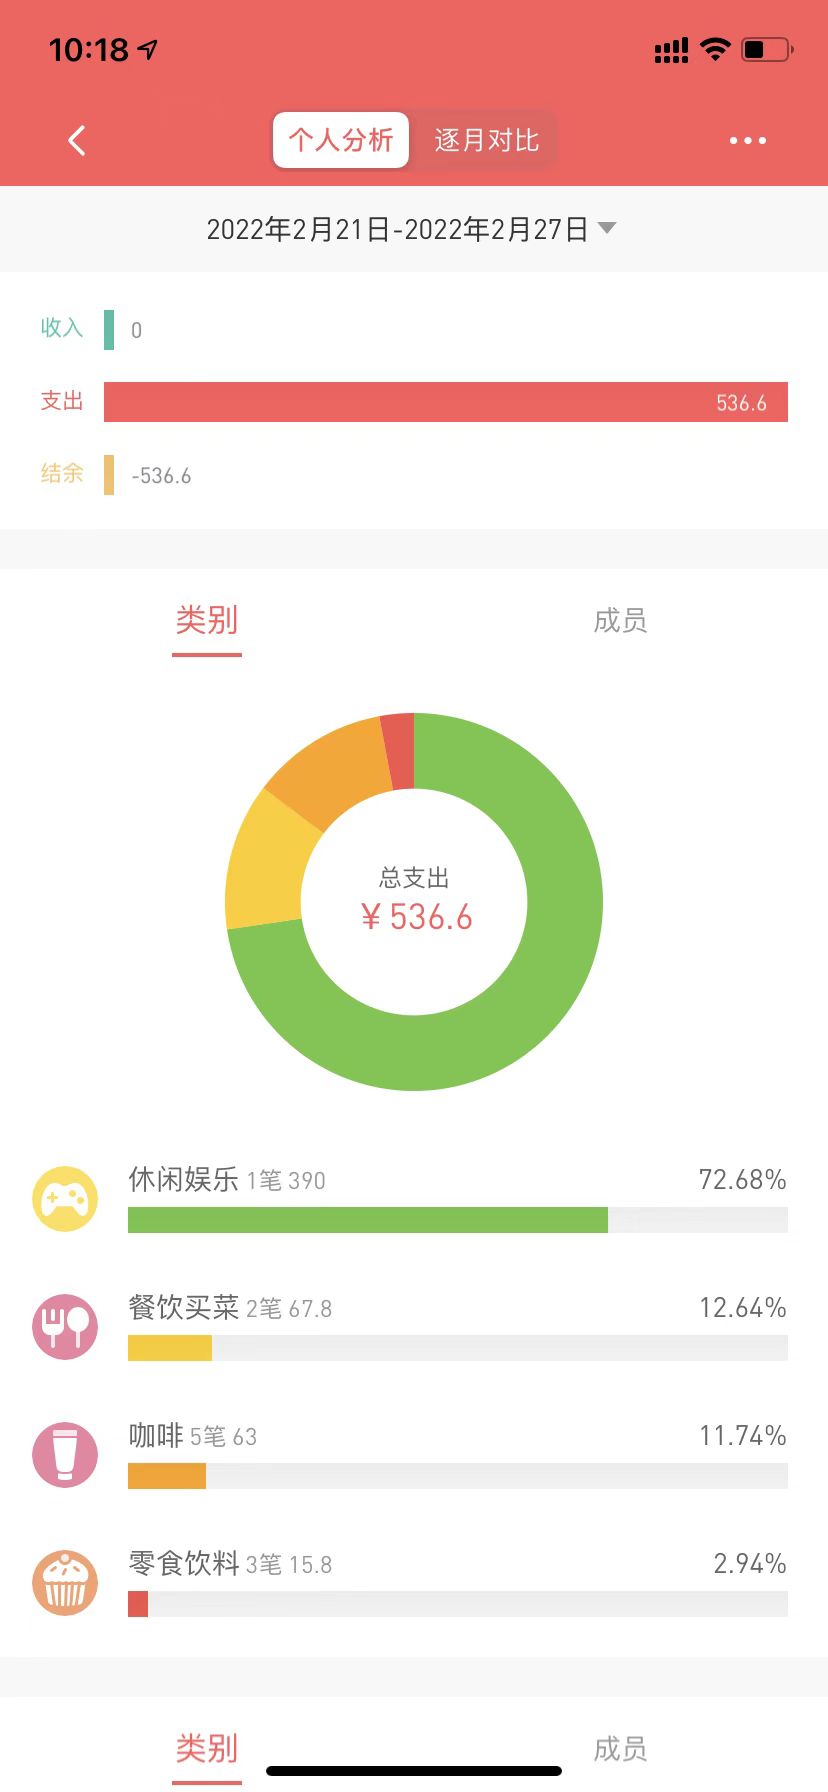 10:18
个人分析 逐月对比
2022年2月21日-2022年2月27日
收入 0
支出 536.6
结余 -536.6
类别 成员
总支出
¥536.6
休闲娱乐 1笔 390 72.68%
餐饮买菜 2笔 67.8 12.64%
咖啡 5笔 63 11.74%
零食饮料 3笔 15.8 2.94%
类别 成员